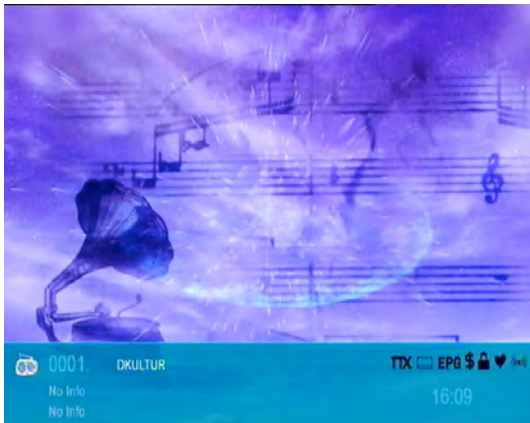 0001. DKULTUR TTX EPG $
No Info 16:09
No Info